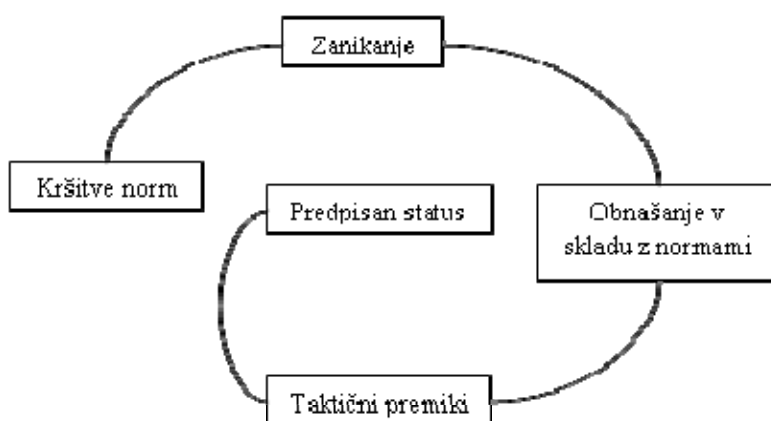 Zanikanje
Kršitve norm
Predpisan status
Obnašanje v
skladu z normami
Taktični premiki